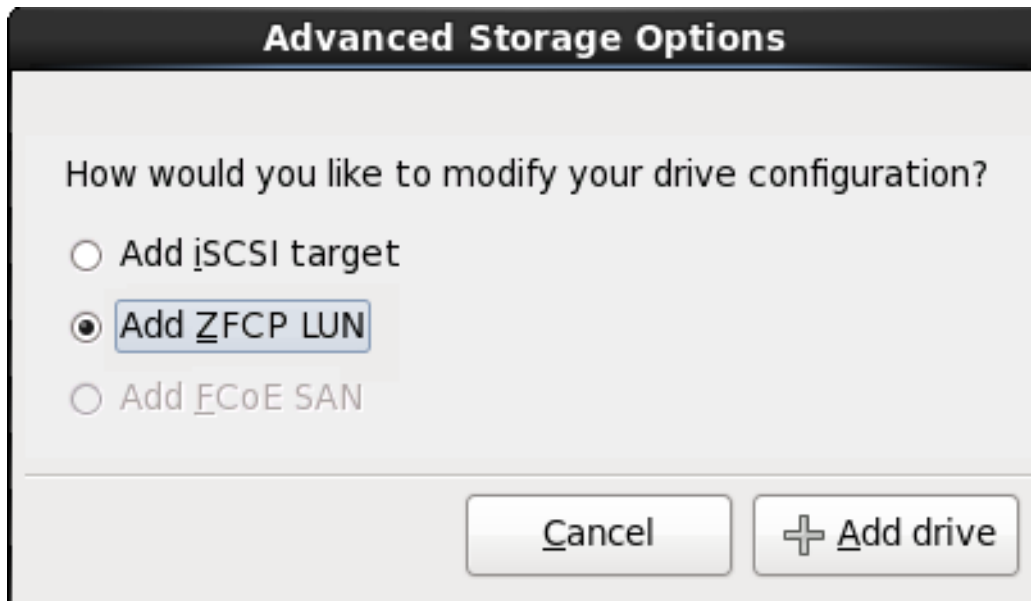 Advanced Storage Options
How would you like to modify your drive configuration?
Add iSCSI target
Add ZFCP LUN
Add FCoE SAN
Cancel
Add drive